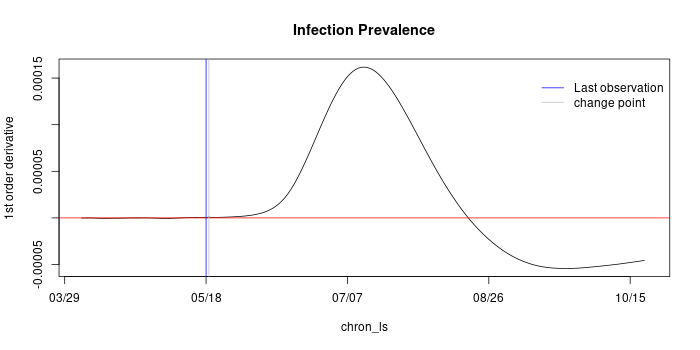 Infection Prevalence
1st order derivative
0.00015
0.00005
-0.00005
Last observation
change point
03/29
05/18
07/07
08/26
10/15
chron_ls